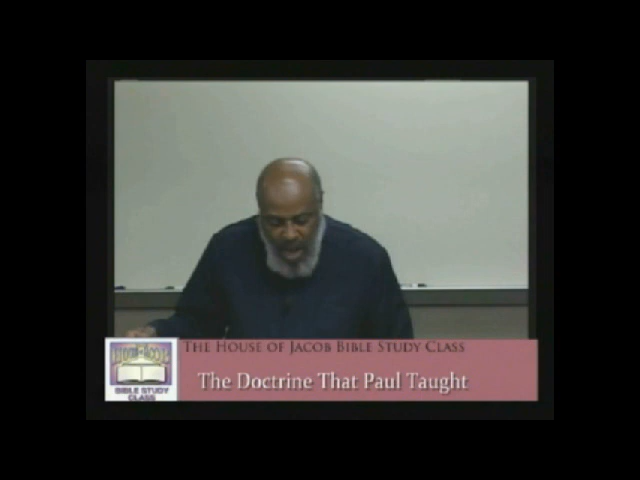 The House of Jacob Bible Study Class
The Doctrine That Paul Taught
BIBLE STUDY
CLASS